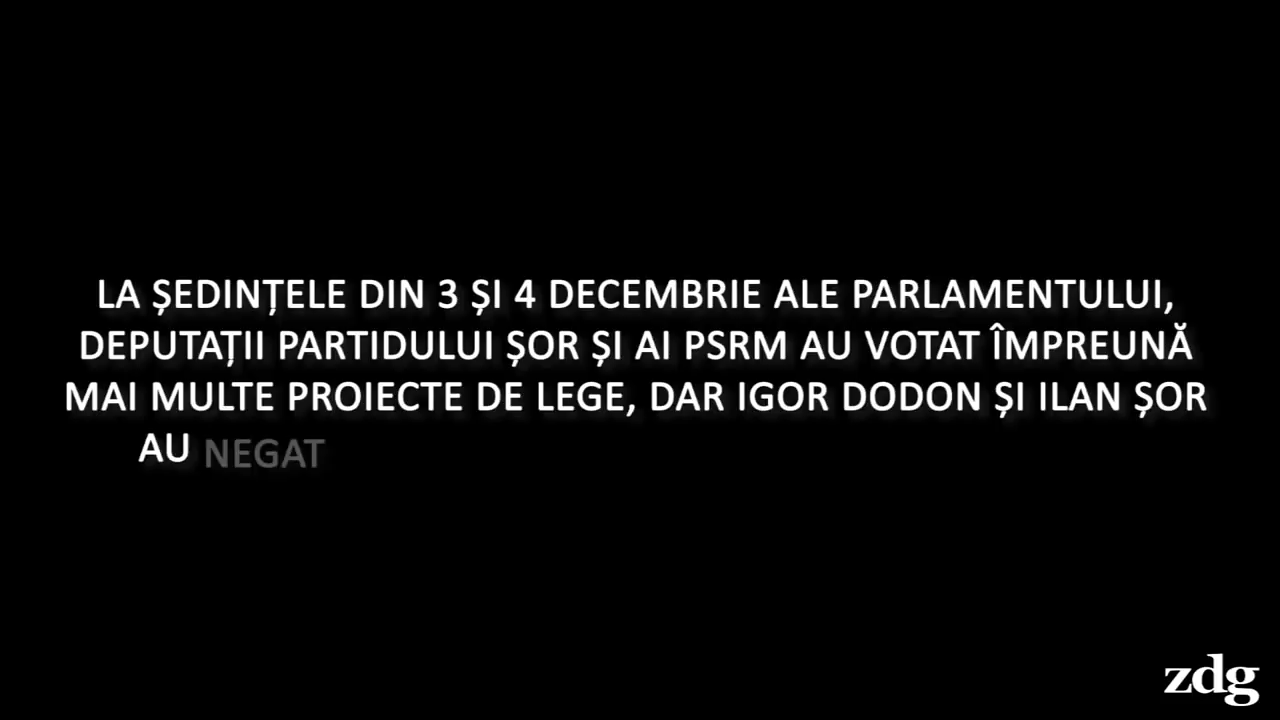 LA ȘEDINȚELE DIN 3 ȘI 4 DECEMBRIE ALE PARLAMENTULUI,
DEPUTAȚII PARTIDULUI ȘOR ȘI AI PSRM AU VOTAT ÎMPREUNĂ
MAI MULTE PROIECTE DE LEGE, DAR IGOR DODON ȘI ILAN ȘOR
AU NEGAT
zdg